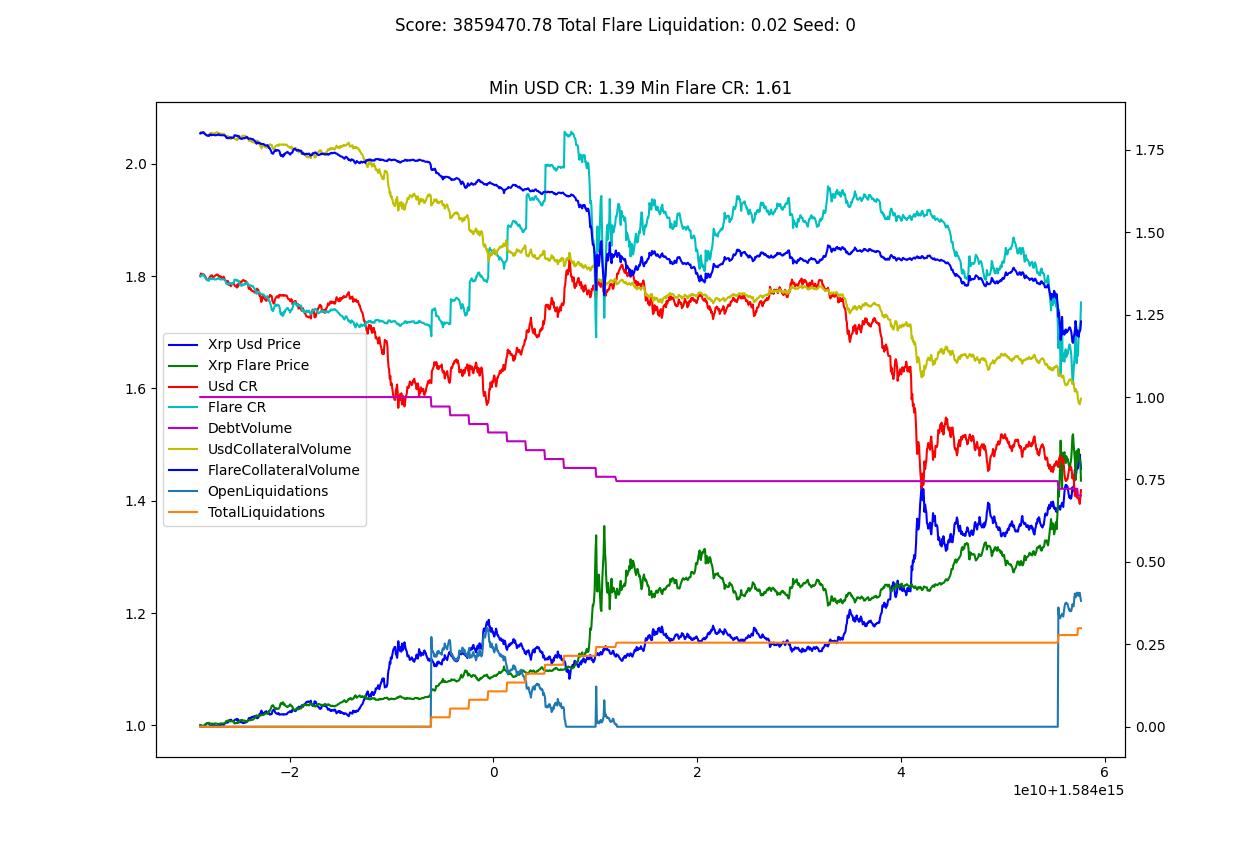 Score: 3859470.78 Total Flare Liquidation: 0.02 Seed: 0
Min USD CR: 1.39 Min Flare CR: 1.61
2.0
1.8
1.6
1.4
1.2
1.0
Xrp Usd Price
Xrp Flare Price
Usd CR
Flare CR
DebtVolume
UsdCollateralVolume
FlareCollateralVolume
OpenLiquidations
TotalLiquidations
1.75
1.50
1.25
1.00
0.75
0.50
0.25
0.00
−2 0 2 4 6
1e10+1.584e15